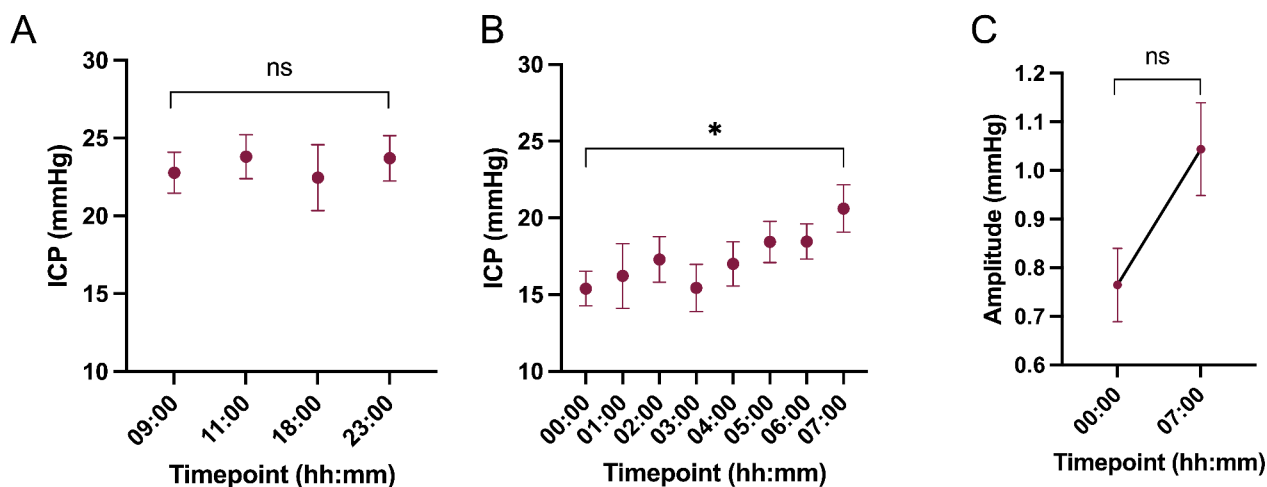 A
ICP (mmHg)
30
25
20
15
10
ns
09:00
11:00
18:00
23:00
Timepoint (hh:mm)
B
ICP (mmHg)
30
25
20
15
10
*
00:00
01:00
02:00
03:00
04:00
05:00
06:00
07:00
Timepoint (hh:mm)
C
Amplitude (mmHg)
1.2
1.1
1.0
0.9
0.8
0.7
0.6
ns
00:00
07:00
Timepoint (hh:mm)